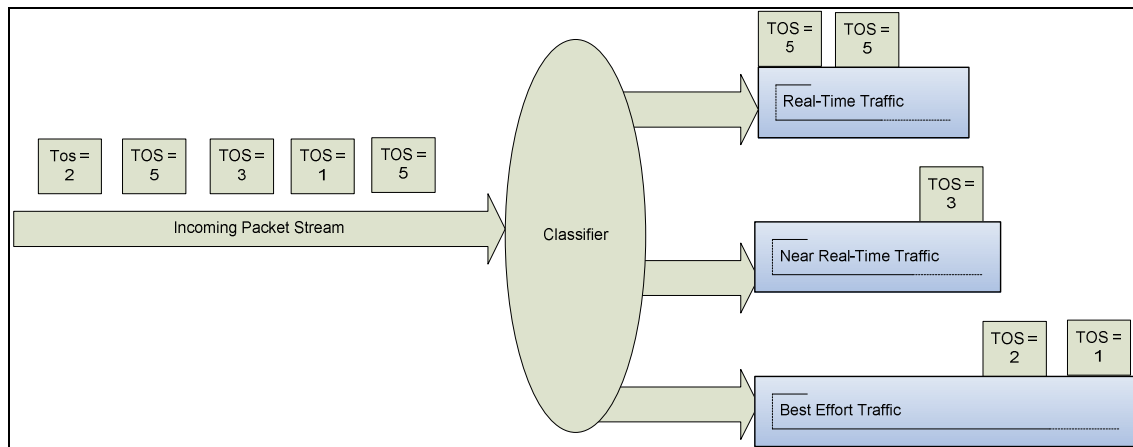 TOS =
5
TOS =
5
Real-Time Traffic
Tos =
2
TOS =
5
TOS =
3
TOS =
1
TOS =
5
Incoming Packet Stream
Classifier
TOS =
3
Near Real-Time Traffic
TOS =
2
TOS =
1
Best Effort Traffic